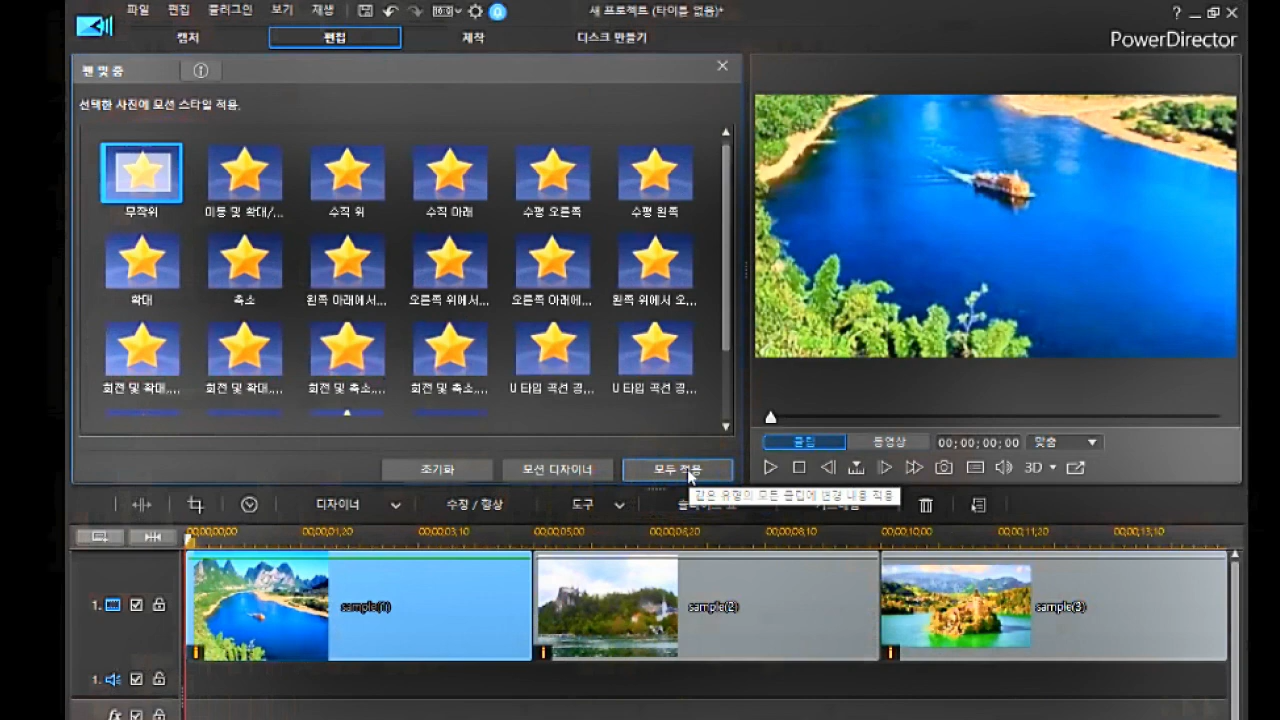 파일 편집 플러그인 보기 재생
새 프로젝트 (타이틀 없음)*
?
캡처 편집 제작 디스크 만들기
PowerDirector
팬 및 줌
선택한 사진에 모션 스타일 적용.
무작위 이동 및 확대/... 수직 위 수직 아래 수평 오른쪽 수평 왼쪽
확대 축소 왼쪽 아래에서... 오른쪽 위에서... 오른쪽 아래에... 왼쪽 위에서 오...
회전 및 확대,... 회전 및 확대,... 회전 및 축소,... 회전 및 축소,... U 타입 곡선 경,... U 타입 곡선 경,...
클립 동영상 00;00;00;00 맞춤
초기화 모션 디자이너 모두 적용
3D
같은 유형의 모든 클립에 변경 내용 적용
디자이너 수정 / 향상 도구
00;00;00;00 00;00;01;20 00;00;03;10 00;00;05;00 00;00;06;20 00;00;08;10 00;00;10;00 00;00;11;20 00;00;13;10
1. sample(1) sample(2) sample(3)
1.
fx